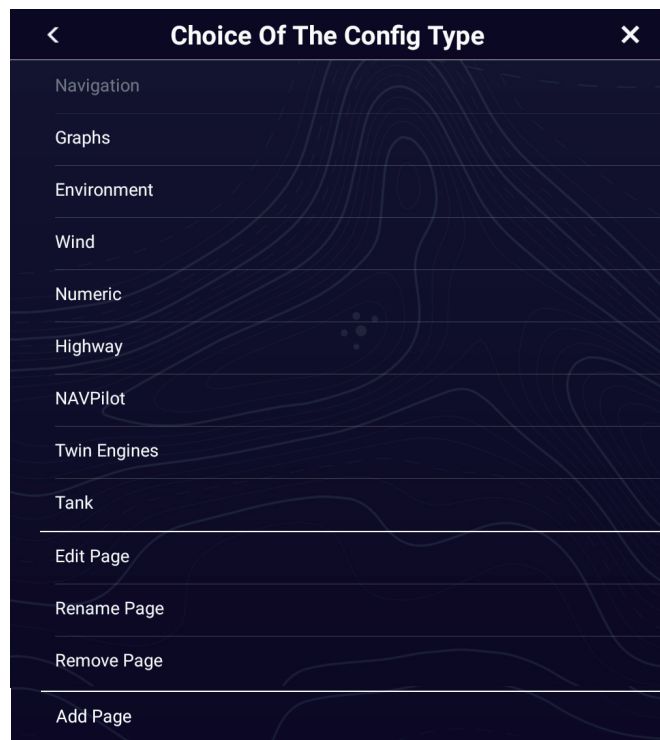 Choice Of The Config Type
Navigation
Graphs
Environment
Wind
Numeric
Highway
NAVPilot
Twin Engines
Tank
Edit Page
Rename Page
Remove Page
Add Page